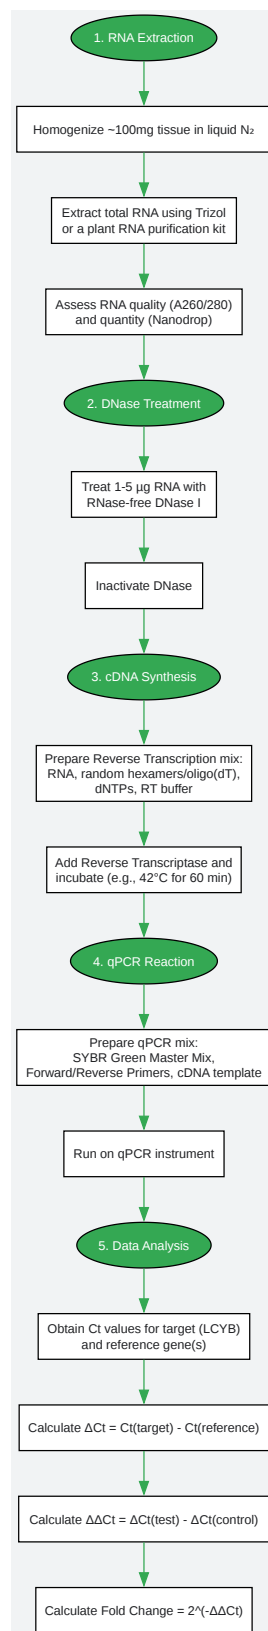 1. RNA Extraction
Homogenize ~100mg tissue in liquid N₂
Extract total RNA using Trizol
or a plant RNA purification kit
Assess RNA quality (A260/280)
and quantity (Nanodrop)
2. DNase Treatment
Treat 1-5 µg RNA with
RNase-free DNase I
Inactivate DNase
3. cDNA Synthesis
Prepare Reverse Transcription mix:
RNA, random hexamers/oligo(dT),
dNTPs, RT buffer
Add Reverse Transcriptase and
incubate (e.g., 42°C for 60 min)
4. qPCR Reaction
Prepare qPCR mix:
SYBR Green Master Mix,
Forward/Reverse Primers, cDNA template
Run on qPCR instrument
5. Data Analysis
Obtain Ct values for target (LCYB)
and reference gene(s)
Calculate ΔCt = Ct(target) - Ct(reference)
Calculate ΔΔCt = ΔCt(test) - ΔCt(control)
Calculate Fold Change = 2^(-ΔΔCt)